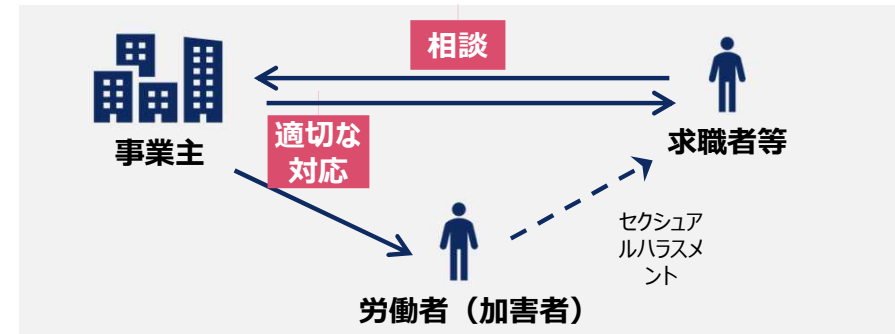 相談
適切な
対応
事業主
求職者等
セクシュア
ルハラスメ
ント
労働者（加害者）